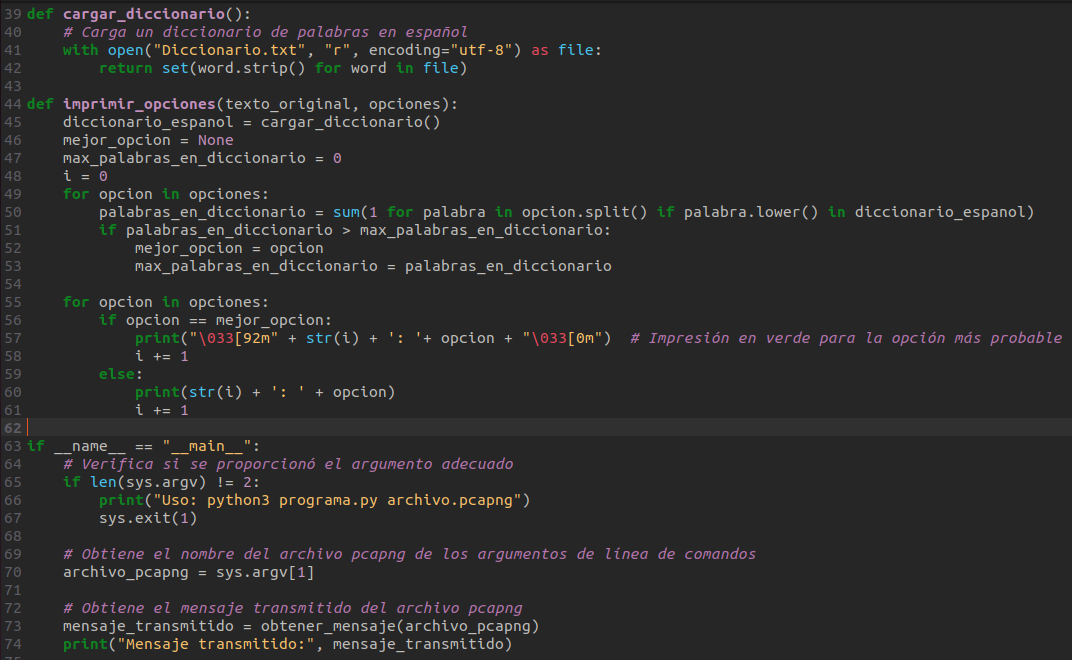 39 def cargar_diccionario():
40     # Carga un diccionario de palabras en español
41     with open("Diccionario.txt", "r", encoding="utf-8") as file:
42         return set(word.strip() for word in file)
43
44 def imprimir_opciones(texto_original, opciones):
45     diccionario_espanol = cargar_diccionario()
46     mejor_opcion = None
47     max_palabras_en_diccionario = 0
48     i = 0
49     for opcion in opciones:
50         palabras_en_diccionario = sum(1 for palabra in opcion.split() if palabra.lower() in diccionario_espanol)
51         if palabras_en_diccionario > max_palabras_en_diccionario:
52             mejor_opcion = opcion
53             max_palabras_en_diccionario = palabras_en_diccionario
54
55     for opcion in opciones:
56         if opcion == mejor_opcion:
57             print("\033[92m" + str(i) + ': '+ opcion + "\033[0m")  # Impresión en verde para la opción más probable
58             i += 1
59         else:
60             print(str(i) + ': ' + opcion)
61             i += 1
62
63 if __name__ == "__main__":
64     # Verifica si se proporcionó el argumento adecuado
65     if len(sys.argv) != 2:
66         print("Uso: python3 programa.py archivo.pcapng")
67         sys.exit(1)
68
69     # Obtiene el nombre del archivo pcapng de los argumentos de línea de comandos
70     archivo_pcapng = sys.argv[1]
71
72     # Obtiene el mensaje transmitido del archivo pcapng
73     mensaje_transmitido = obtener_mensaje(archivo_pcapng)
74     print("Mensaje transmitido:", mensaje_transmitido)